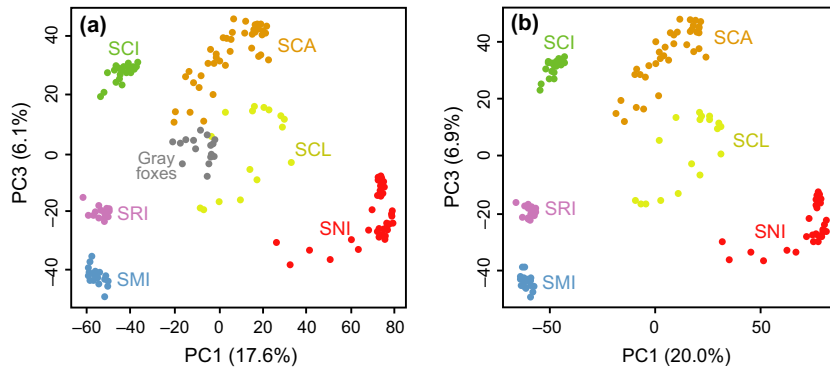 (a)
SCA
SCI
SCL
Gray
foxes
SRI
SNI
SMI
40
20
0
−20
−40
PC3 (6.1%)
−60 −40 −20 0 20 40 60 80
PC1 (17.6%)
(b)
SCA
SCI
SCL
SRI
SNI
SMI
40
20
0
−20
−40
PC3 (6.9%)
−50 0 50
PC1 (20.0%)